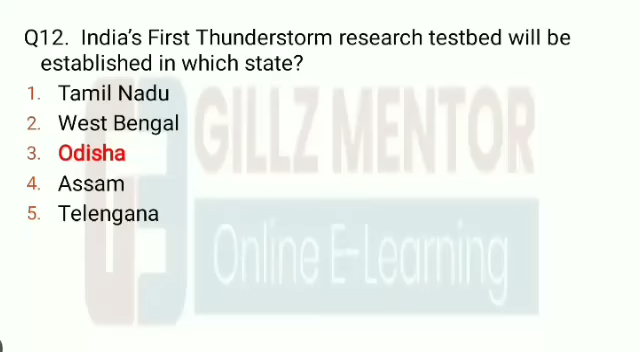 Q12. India's First Thunderstorm research testbed will be
established in which state?
1. Tamil Nadu
2. West Bengal
3. Odisha
4. Assam
5. Telengana
GILLZ MENTOR
Online E-Learning